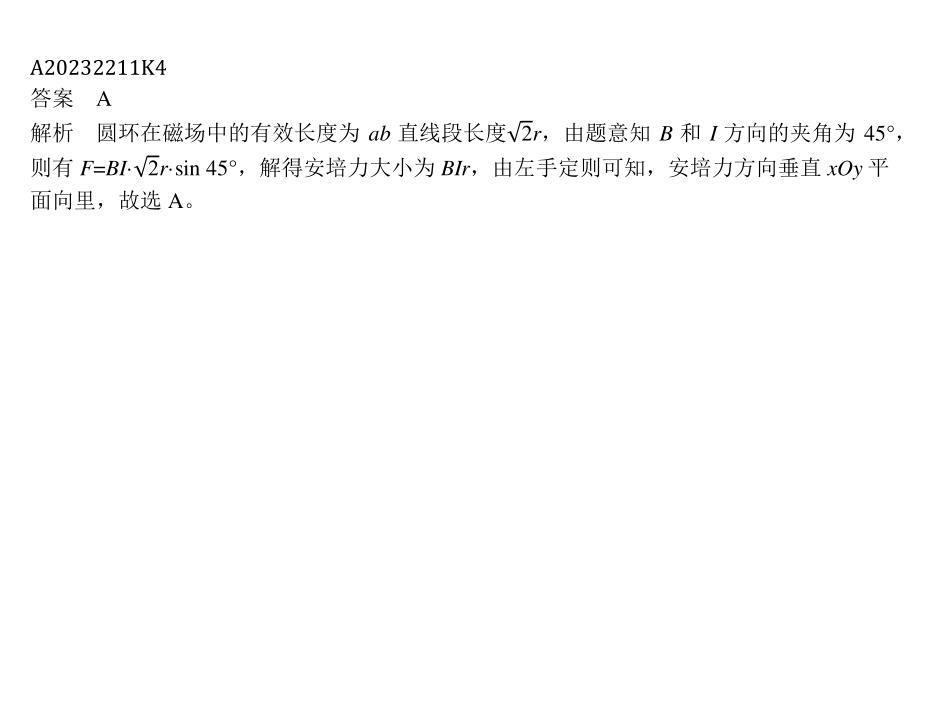 A20232211K4
答案　A
解析　圆环在磁场中的有效长度为 ab 直线段长度√2r，由题意知 B 和 I 方向的夹角为 45°，
则有 F=BI·√2r·sin 45°，解得安培力大小为 BIr，由左手定则可知，安培力方向垂直 xOy 平
面向里，故选 A。